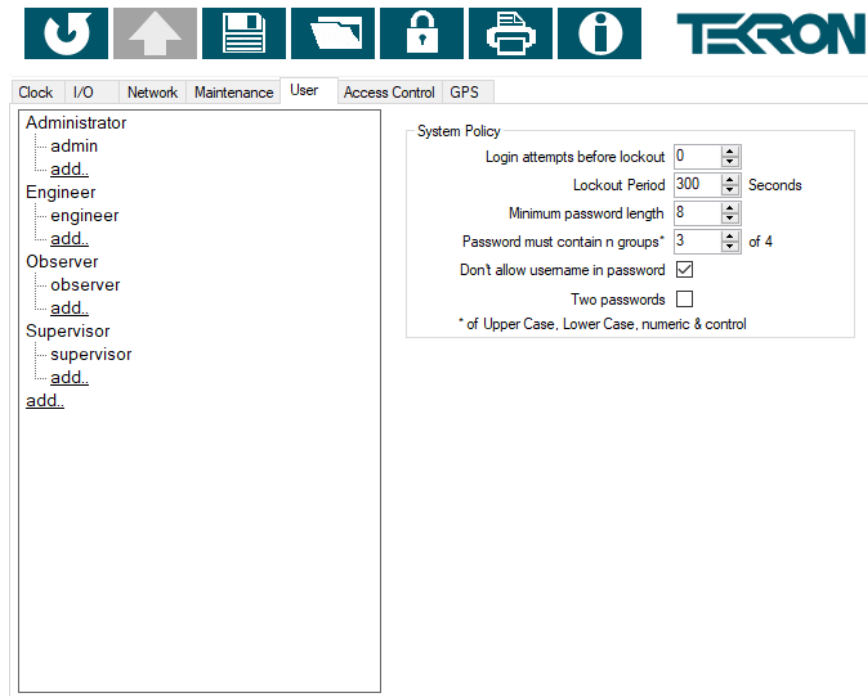 TEKRON
Clock I/O Network Maintenance User Access Control GPS
Administrator
admin
add..
Engineer
engineer
add..
Observer
observer
add..
Supervisor
supervisor
add..
add..
System Policy
Login attempts before lockout 0
Lockout Period 300 Seconds
Minimum password length 8
Password must contain n groups* 3 of 4
Don't allow username in password
Two passwords
* of Upper Case, Lower Case, numeric & control